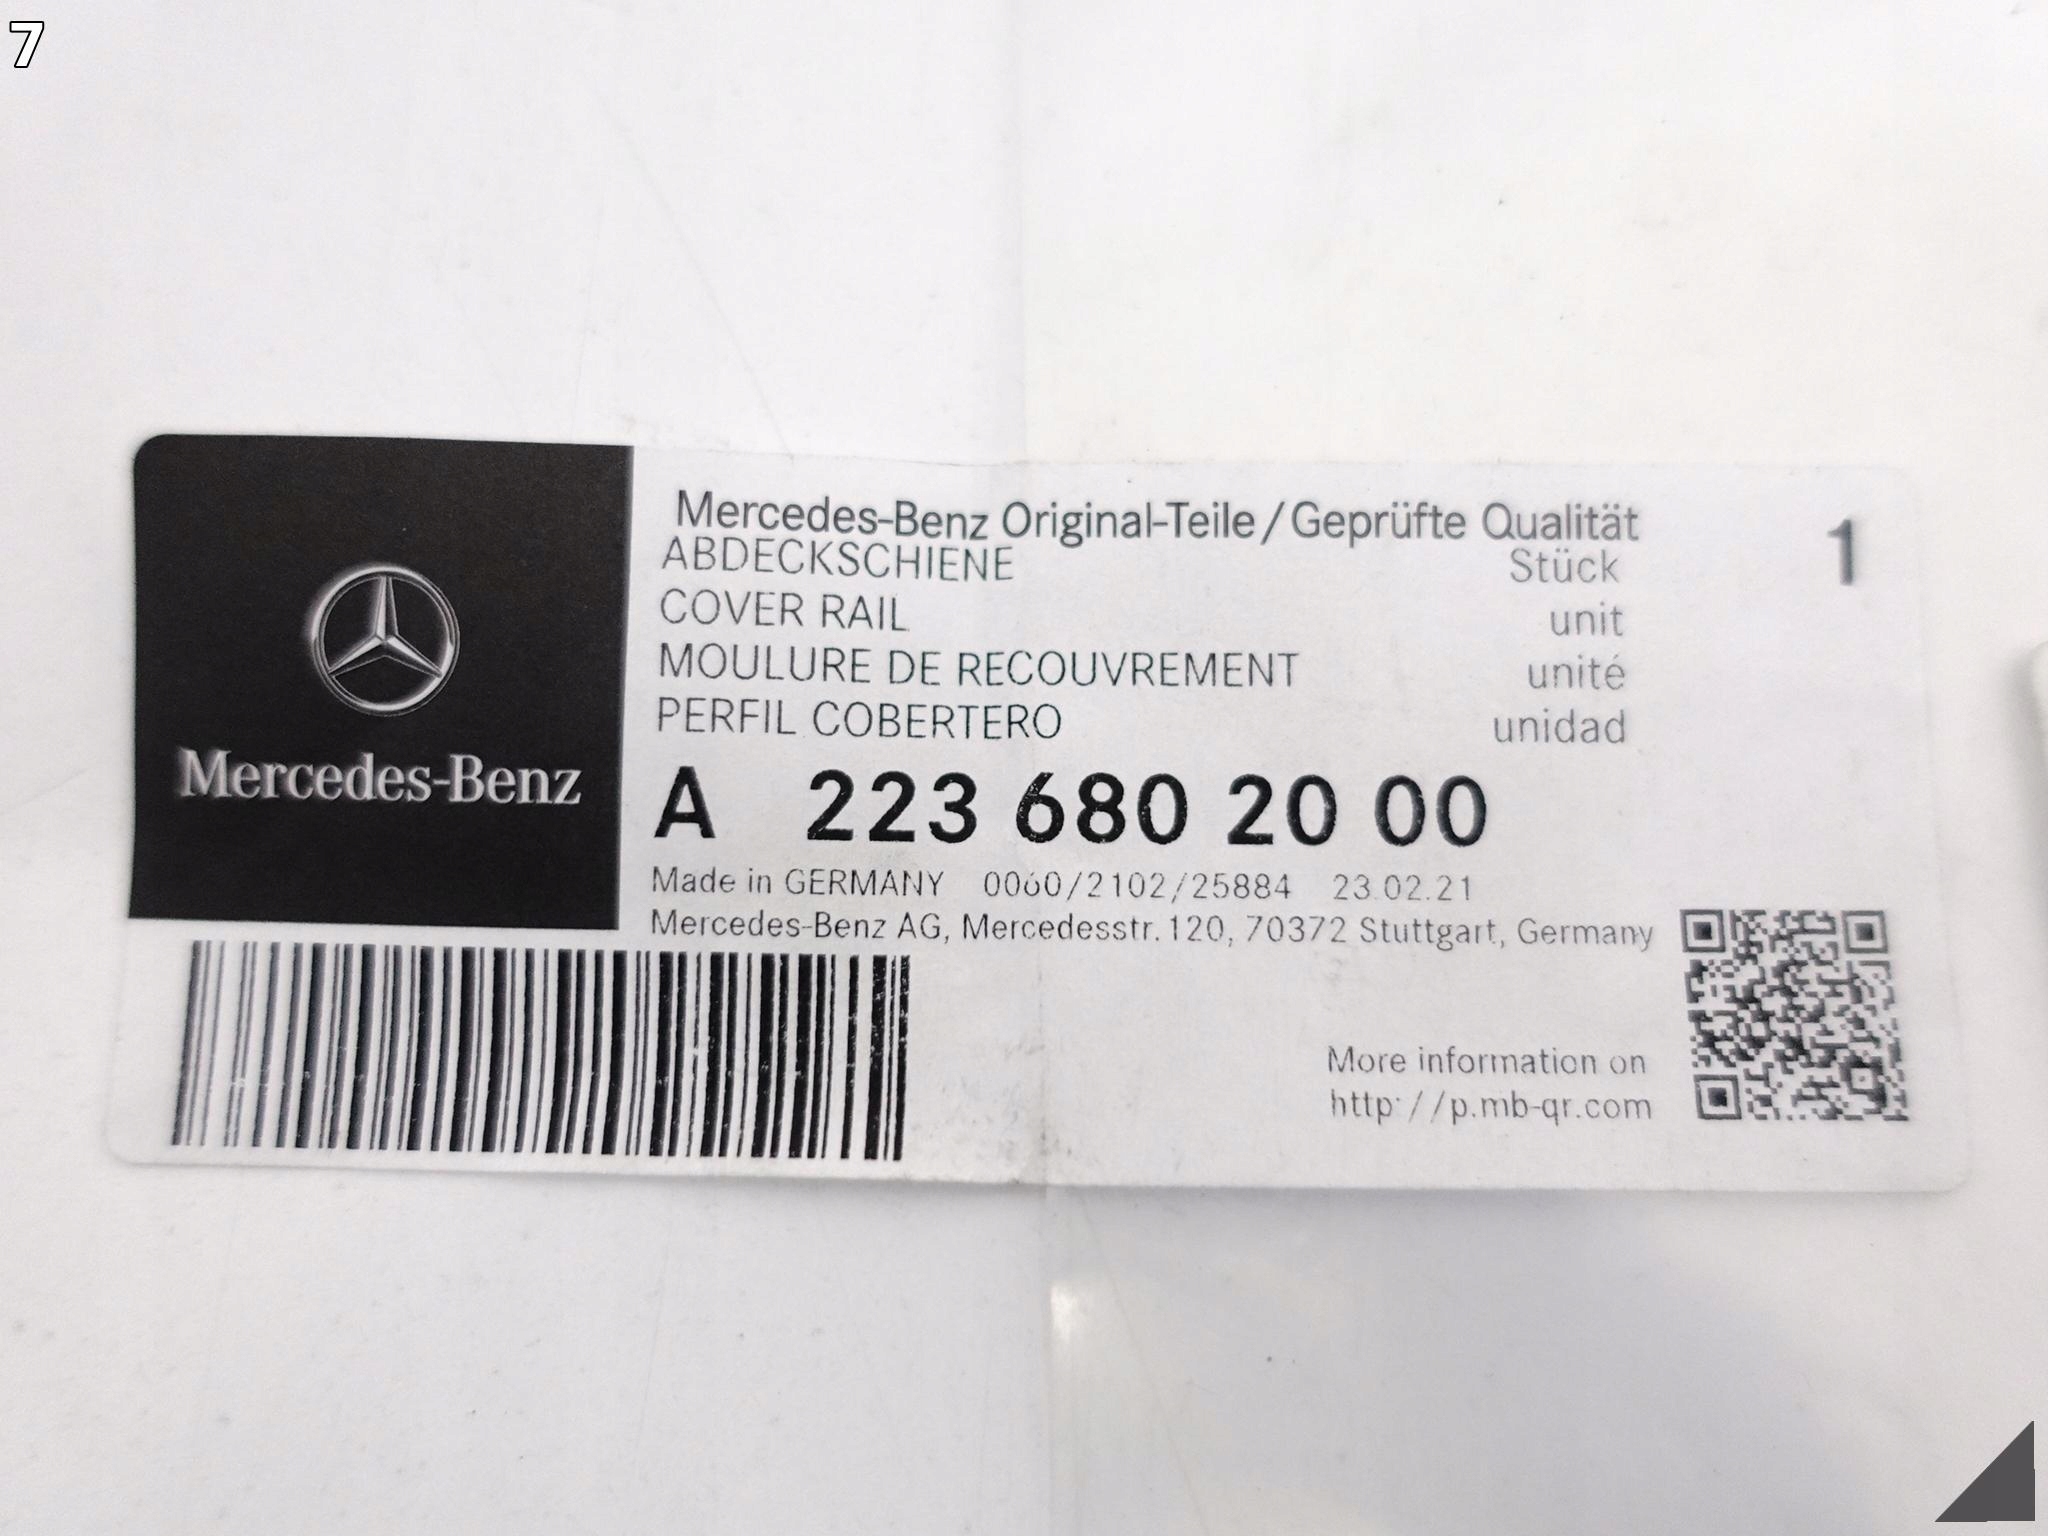 7
Mercedes-Benz Original-Teile/Geprüfte Qualität
ABDECKSCHIENE Stück 1
COVER RAIL unit
MOULURE DE RECOUVREMENT unité
PERFIL COBERTERO unidad
Mercedes-Benz
A 223 680 20 00
Made in GERMANY 0060/2102/25884 23.02.21
Mercedes-Benz AG, Mercedesstr. 120, 70372 Stuttgart, Germany
More information on
http://p.mb-qr.com